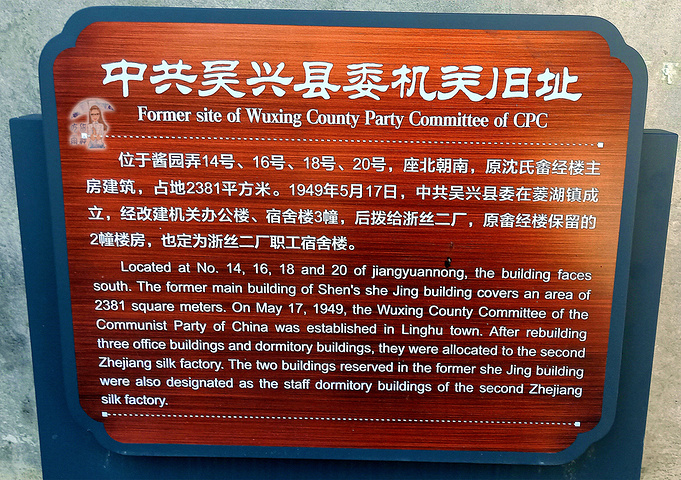 中共吴兴县委机关旧址
Former site of Wuxing County Party Committee of CPC
位于酱园弄14号、16号、18号、20号，座北朝南，原沈氏畬经楼主
房建筑，占地2381平方米。1949年5月17日，中共吴兴县委在菱湖镇成
立，经改建机关办公楼、宿舍楼3幢，后拨给浙丝二厂，原畬经楼保留的
2幢楼房，也定为浙丝二厂职工宿舍楼。
Located at No. 14, 16, 18 and 20 of jiangyuannong, the building faces
south. The former main building of Shen's she Jing building covers an area of
2381 square meters. On May 17, 1949, the Wuxing County Committee of the
Communist Party of China was established in Linghu town. After rebuilding
three office buildings and dormitory buildings, they were allocated to the second
Zhejiang silk factory. The two buildings reserved in the former she Jing building
were also designated as the staff dormitory buildings of the second Zhejiang
silk factory.